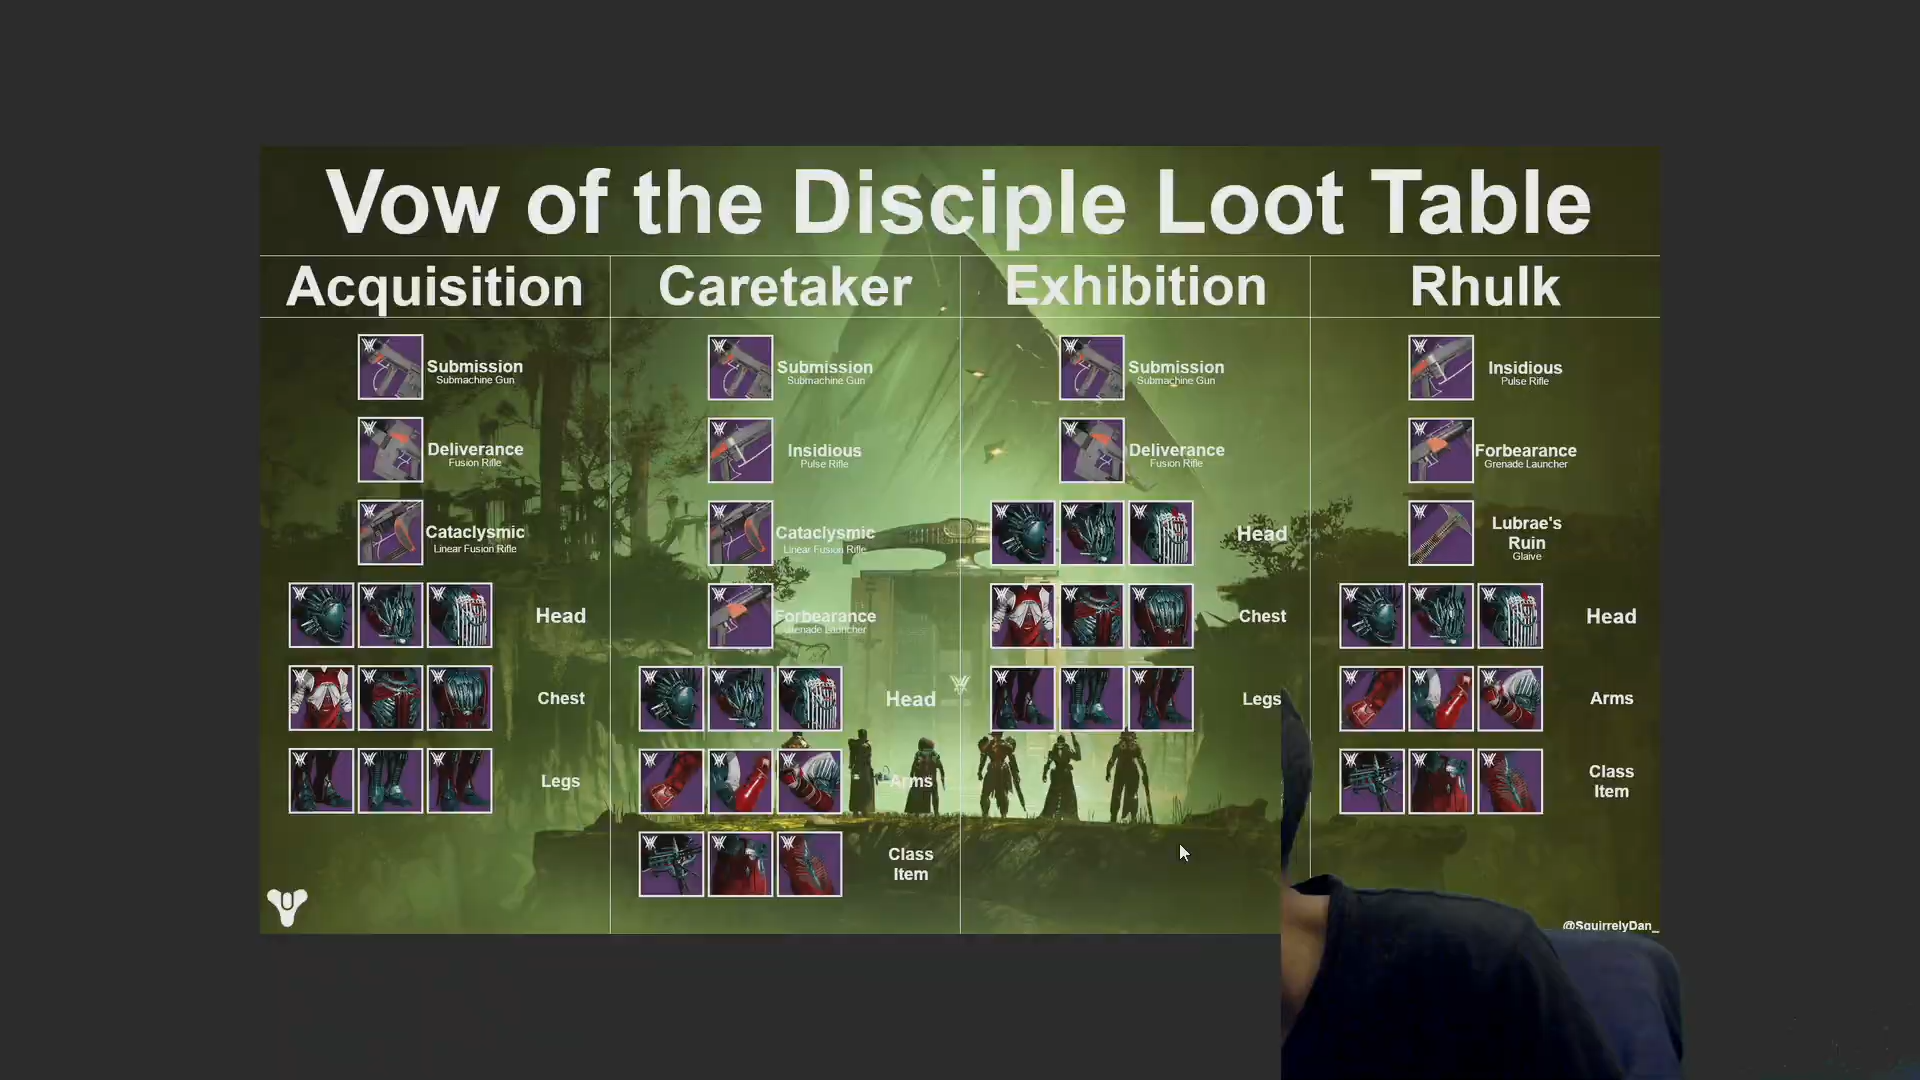 Vow of the Disciple Loot Table
Acquisition
Submission
Submachine Gun
Deliverance
Fusion Rifle
Cataclysmic
Linear Fusion Rifle
Head
Chest
Legs
Caretaker
Submission
Submachine Gun
Insidious
Pulse Rifle
Cataclysmic
Linear Fusion Rifle
Forbearance
Grenade Launcher
Head
Arms
Class
Item
Exhibition
Submission
Submachine Gun
Deliverance
Fusion Rifle
Head
Chest
Legs
Rhulk
Insidious
Pulse Rifle
Forbearance
Grenade Launcher
Lubrae's
Ruin
Glaive
Head
Arms
Class
Item
@SquirrelyDan_